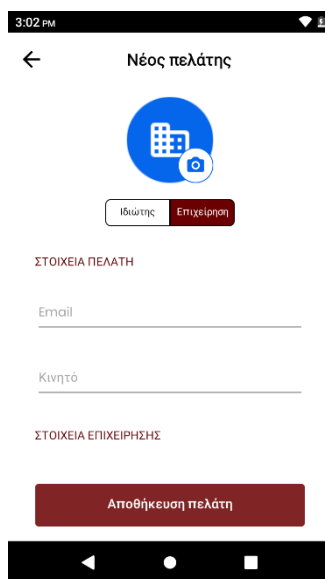 3:02 PM
Νέος πελάτης
Ιδιώτης Επιχείρηση
ΣΤΟΙΧΕΙΑ ΠΕΛΑΤΗ
Email
Κινητό
ΣΤΟΙΧΕΙΑ ΕΠΙΧΕΙΡΗΣΗΣ
Αποθήκευση πελάτη